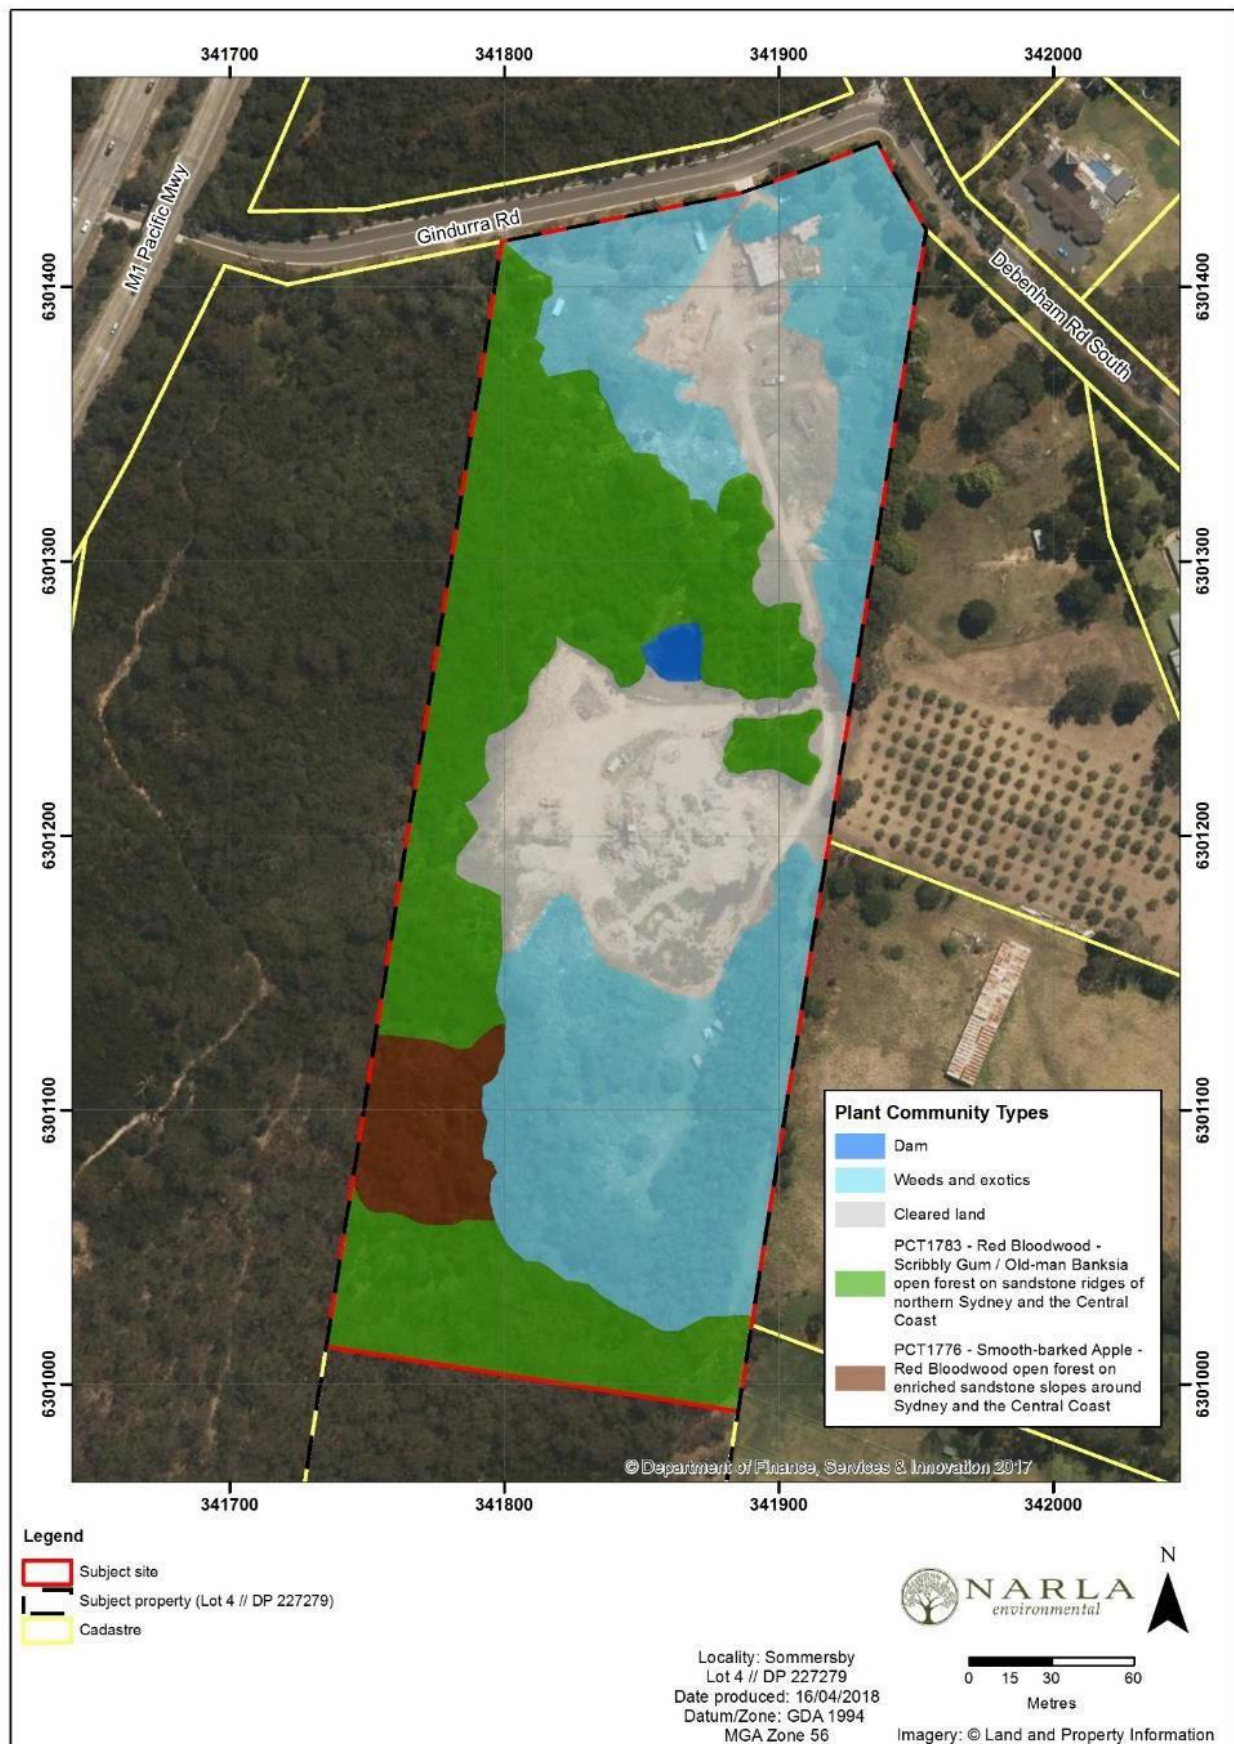 341700
341800
341900
342000
M1 Pacific Mwy
Gindurra Rd
Debenham Rd South
6301400
6301400
6301300
6301300
6301200
6301200
6301100
6301100
6301000
6301000
Plant Community Types
Dam
Weeds and exotics
Cleared land
PCT1783 - Red Bloodwood -
Scribbly Gum / Old-man Banksia
open forest on sandstone ridges of
northern Sydney and the Central
Coast
PCT1776 - Smooth-barked Apple -
Red Bloodwood open forest on
enriched sandstone slopes around
Sydney and the Central Coast
© Department of Finance, Services & Innovation 2017
341700
341800
341900
342000
Legend
Subject site
Subject property (Lot 4 // DP 227279)
Cadastre
NARLA
environmental
N
Locality: Sommersby
Lot 4 // DP 227279
Date produced: 16/04/2018
Datum/Zone: GDA 1994
MGA Zone 56
0 15 30 60
Metres
Imagery: © Land and Property Information